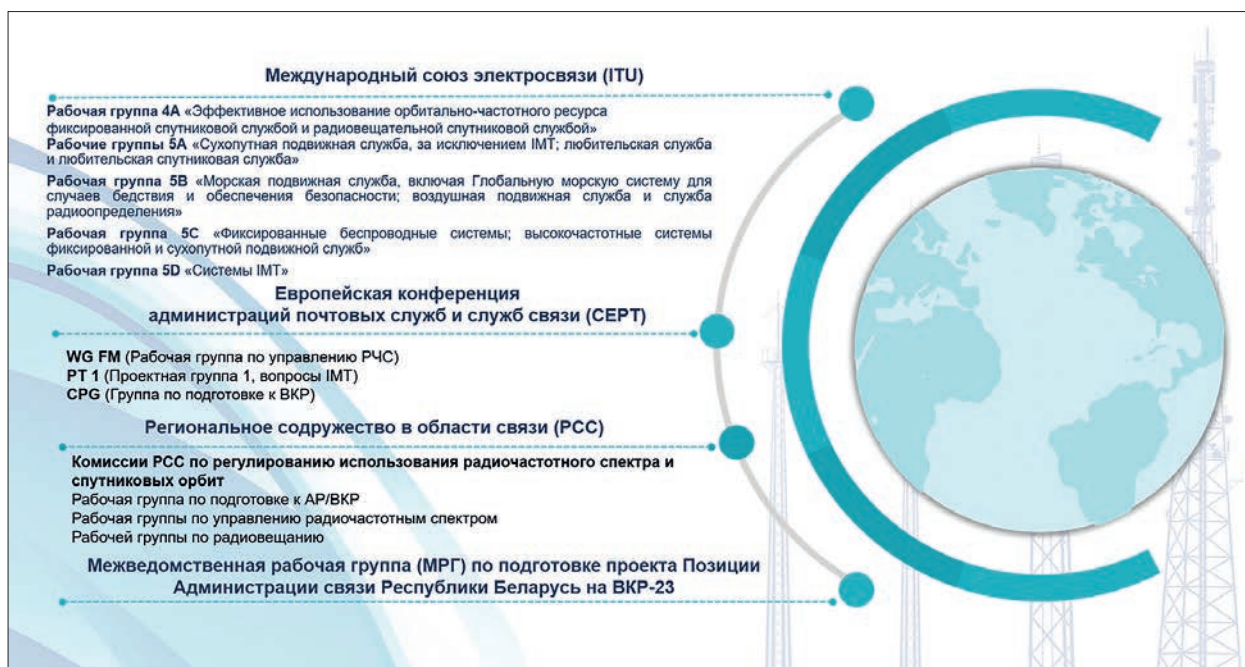 Международный союз электросвязи (ITU)
Рабочая группа 4А «Эффективное использование орбитально-частотного ресурса
фиксированной спутниковой службой и радиовещательной спутниковой службой»
Рабочие группы 5А «Сухопутная подвижная служба, за исключением IMT; любительская служба
и любительская спутниковая служба»
Рабочая группа 5В «Морская подвижная служба, включая Глобальную морскую систему для
случаев бедствия и обеспечения безопасности; воздушная подвижная служба и служба
радиоопределения»
Рабочая группа 5С «Фиксированные беспроводные системы; высокочастотные системы
фиксированной и сухопутной подвижной служб»
Рабочая группа 5D «Системы IMT»
Европейская конференция
администраций почтовых служб и служб связи (CEPT)
WG FM (Рабочая группа по управлению РЧС)
PT 1 (Проектная группа 1, вопросы IMT)
CPG (Группа по подготовке к ВКР)
Региональное содружество в области связи (РСС)
Комиссии РСС по регулированию использования радиочастотного спектра и
спутниковых орбит
Рабочая группа по подготовке к АР/ВКР
Рабочая группы по управлению радиочастотным спектром
Рабочей группы по радиовещанию
Межведомственная рабочая группа (МРГ) по подготовке проекта Позиции
Администрации связи Республики Беларусь на ВКР-23